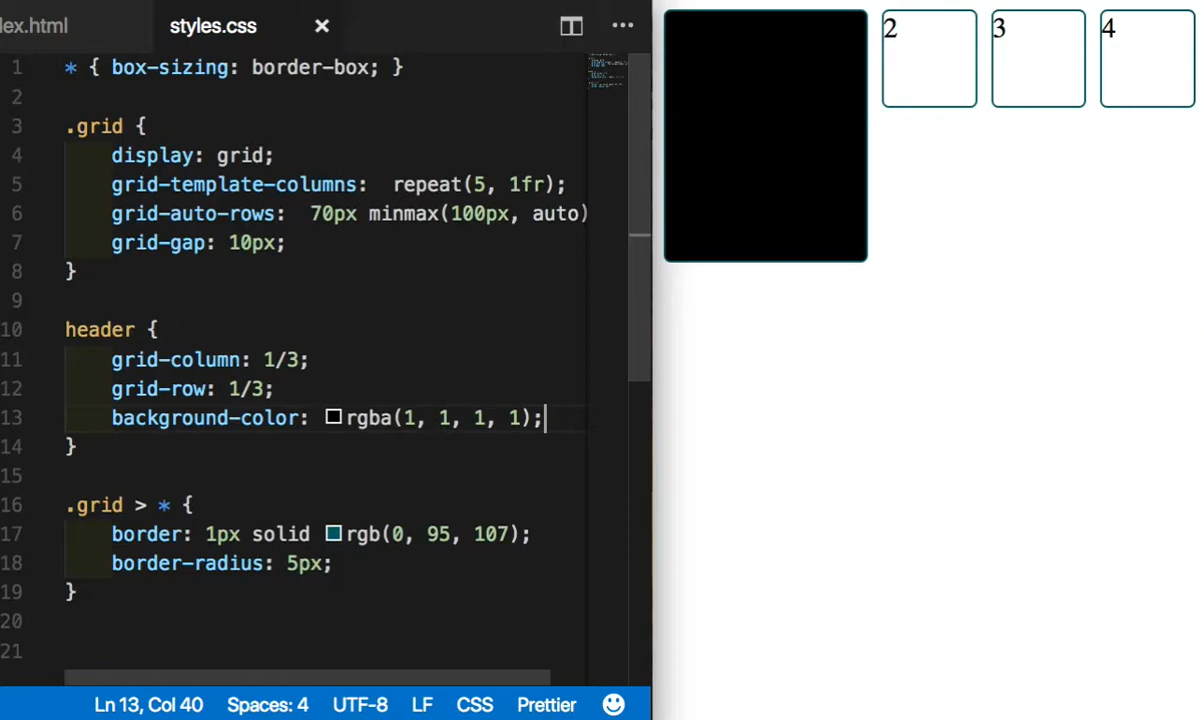 ex.html
styles.css
2
3
4
1 * { box-sizing: border-box; }
2
3 .grid {
4 display: grid;
5 grid-template-columns: repeat(5, 1fr);
6 grid-auto-rows: 70px minmax(100px, auto)
7 grid-gap: 10px;
8 }
9
10 header {
11 grid-column: 1/3;
12 grid-row: 1/3;
13 background-color: rgba(1, 1, 1, 1);
14 }
15
16 .grid > * {
17 border: 1px solid rgb(0, 95, 107);
18 border-radius: 5px;
19 }
20
21
Ln 13, Col 40 Spaces: 4 UTF-8 LF CSS Prettier